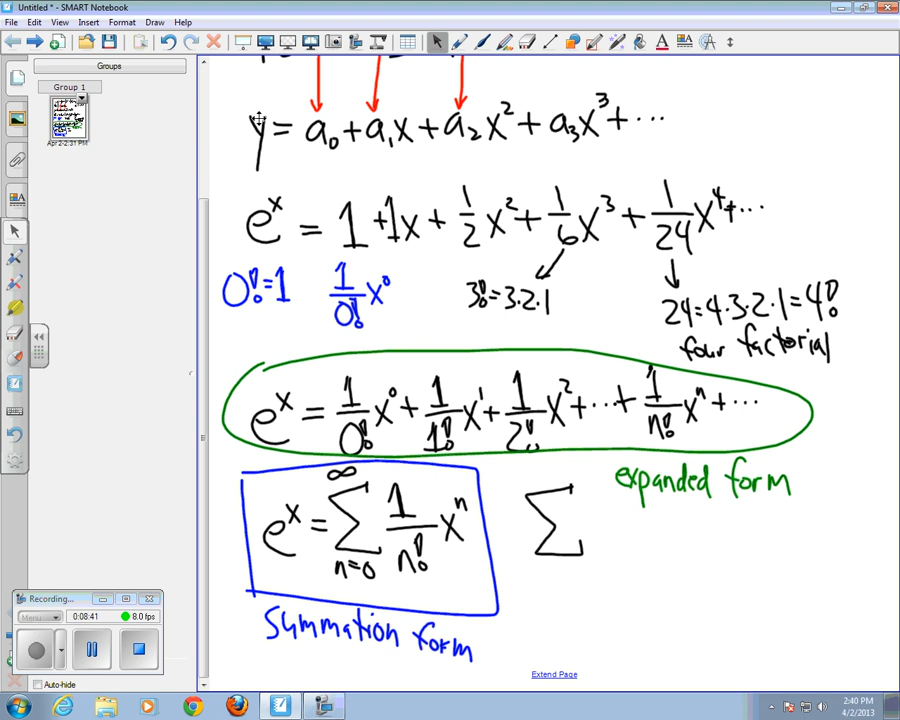 Untitled * - SMART Notebook
File Edit View Insert Format Draw Help
Groups
Group 1
Apr 2-2:31 PM
y = a₀ + a₁x + a₂x² + a₃x³ + ...
eˣ = 1 + 1x + 1/2 x² + 1/6 x³ + 1/24 x⁴ + ...
0! = 1 1/0! x⁰ 3! = 3·2·1 24 = 4·3·2·1 = 4!
four factorial
eˣ = 1/0! x⁰ + 1/1! x¹ + 1/2! x² + ... + 1/n! xⁿ + ...
expanded form
eˣ = ∞ Σ n=0 1/n! xⁿ Σ
Summation form
Recording...
Menu 0:08:41 8.0 fps
Auto-hide
Extend Page
2:40 PM
4/2/2013